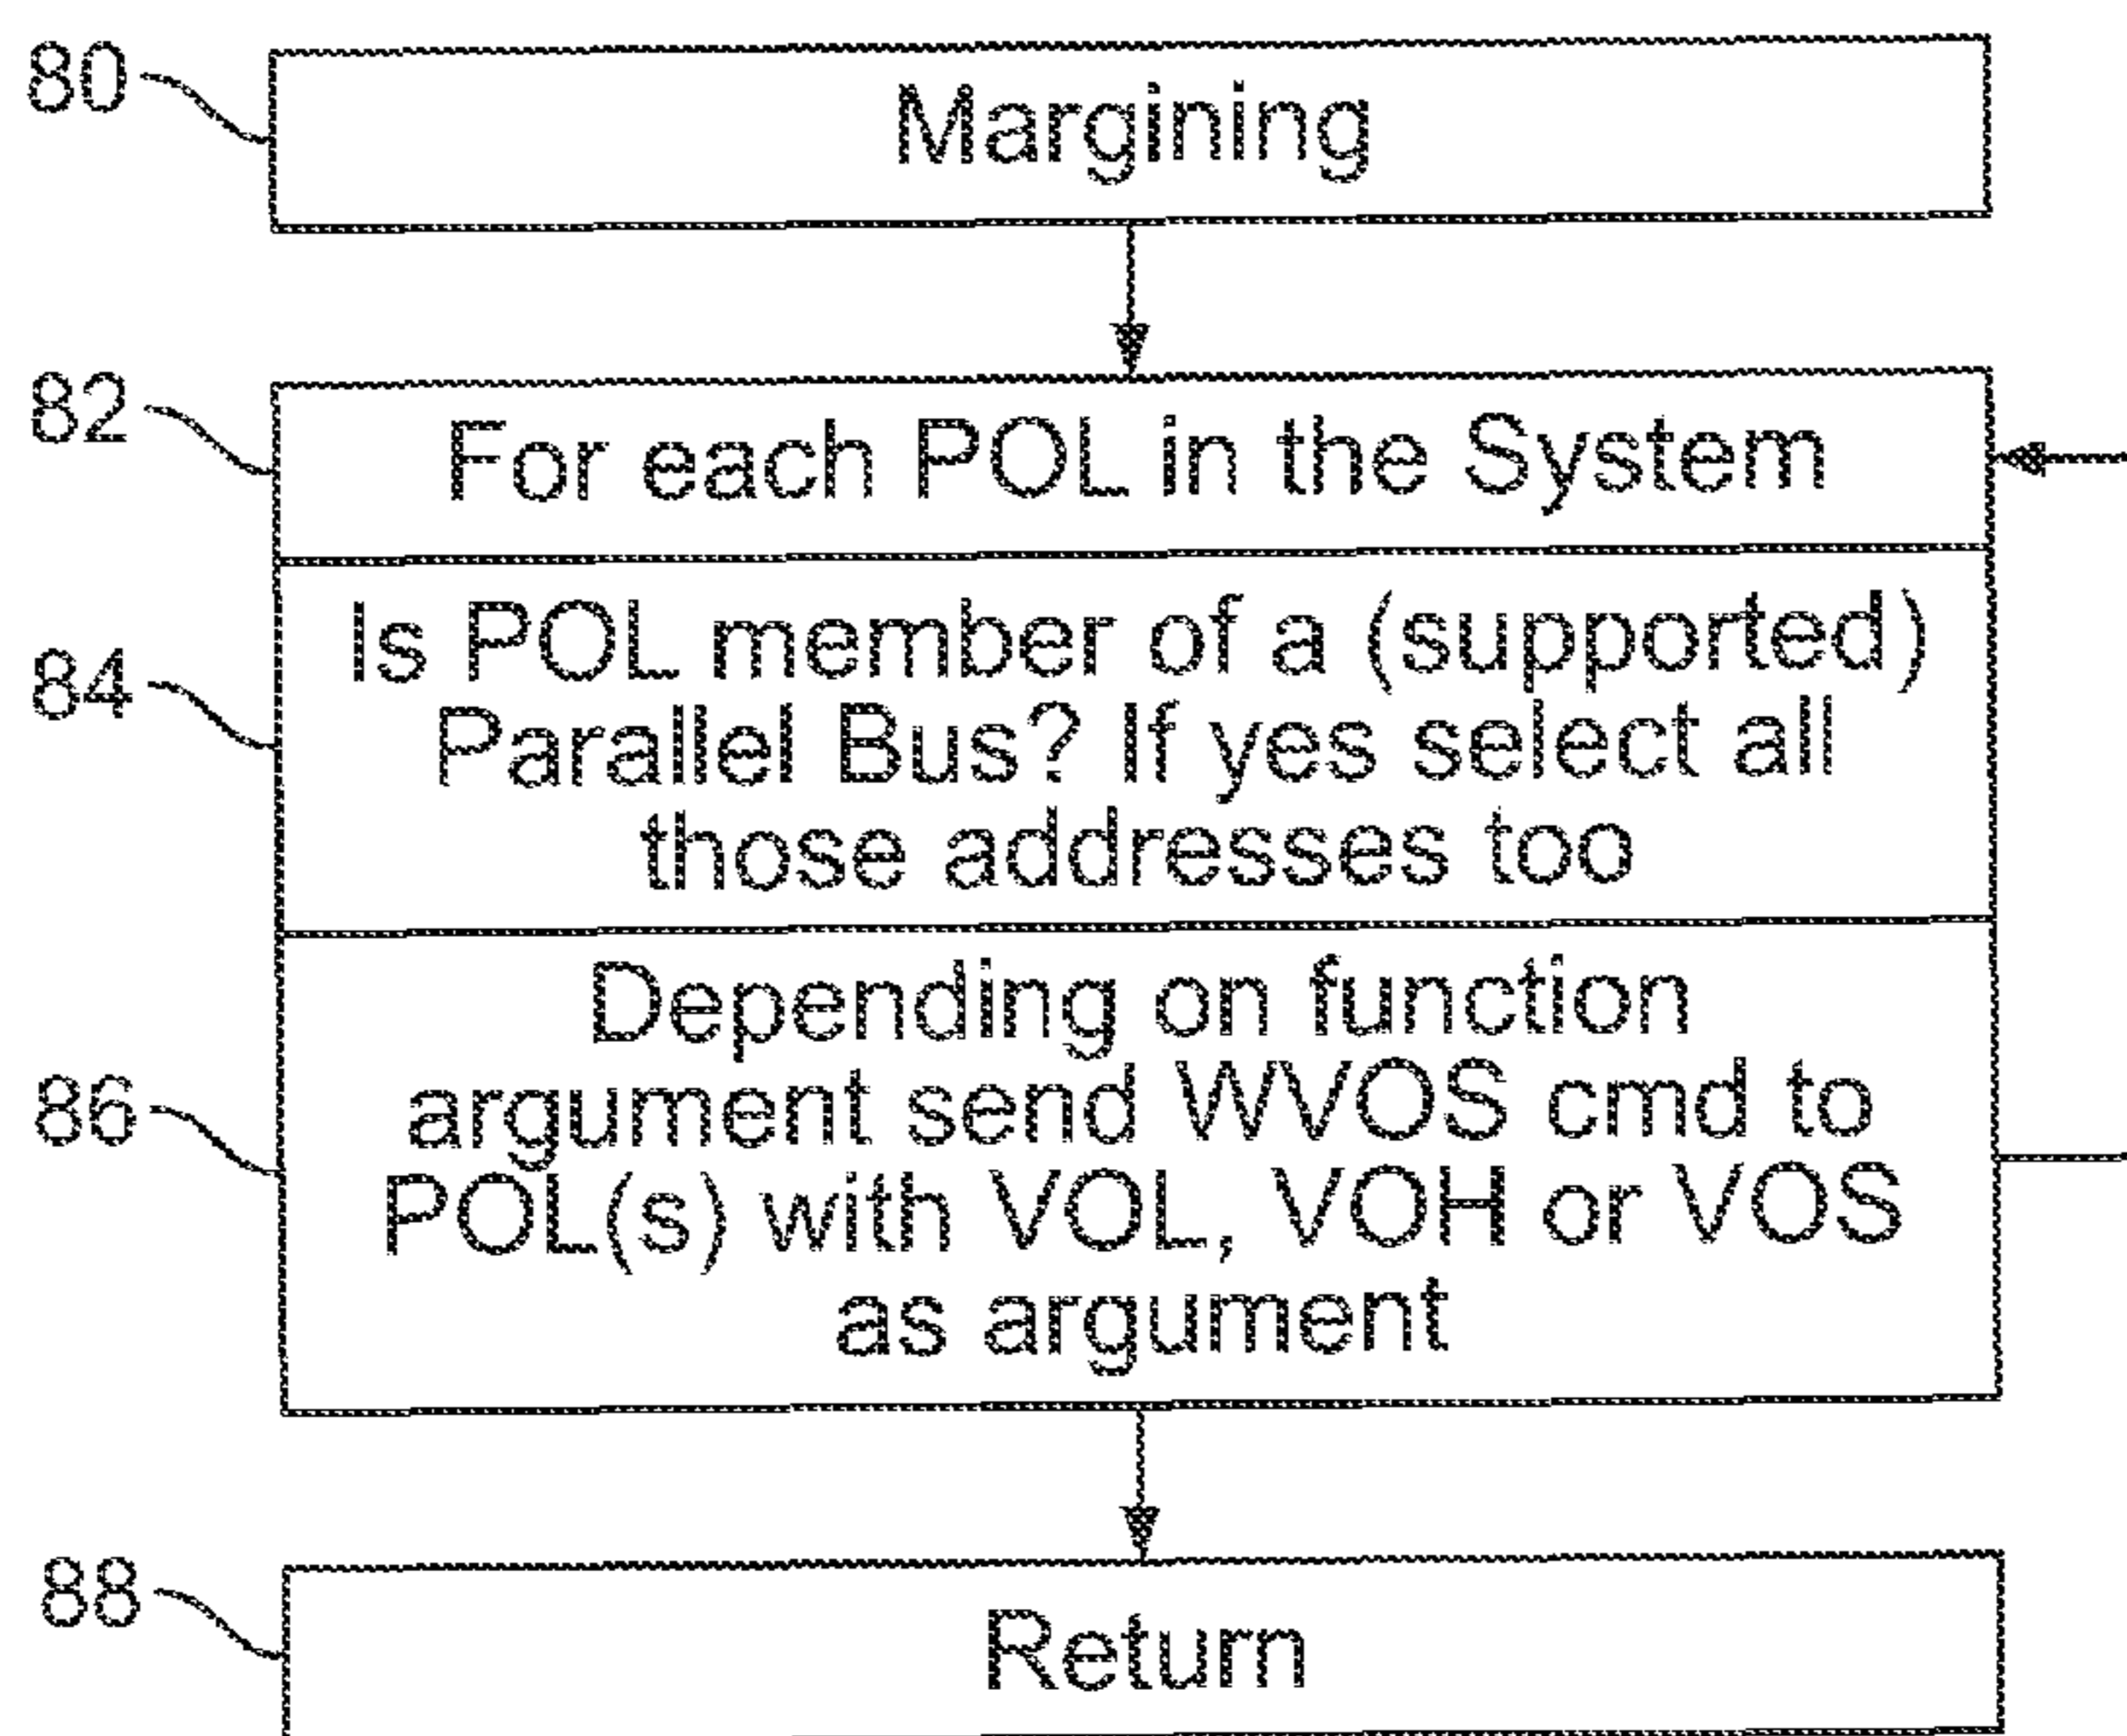 80
Margining
82
For each POL in the System
84
Is POL member of a (supported)
Parallel Bus? If yes select all
those addresses too
86
Depending on function
argument send WVOS cmd to
POL(s) with VOL, VOH or VOS
as argument
88
Return